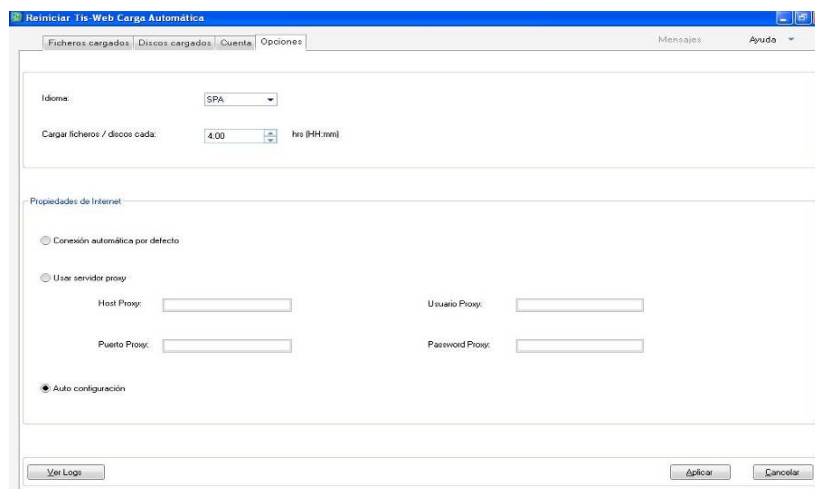 Reiniciar Tis-Web Carga Automática
Ficheros cargados Discos cargados Cuenta Opciones Mensajes Ayuda
Idioma: SPA
Cargar ficheros / discos cada: 4:00 hrs (HH:mm)
Propiedades de Internet
Conexión automática por defecto
Usar servidor proxy
Host Proxy: Usuario Proxy:
Puerto Proxy: Password Proxy:
Auto configuración
Ver Logs Aplicar Cancelar